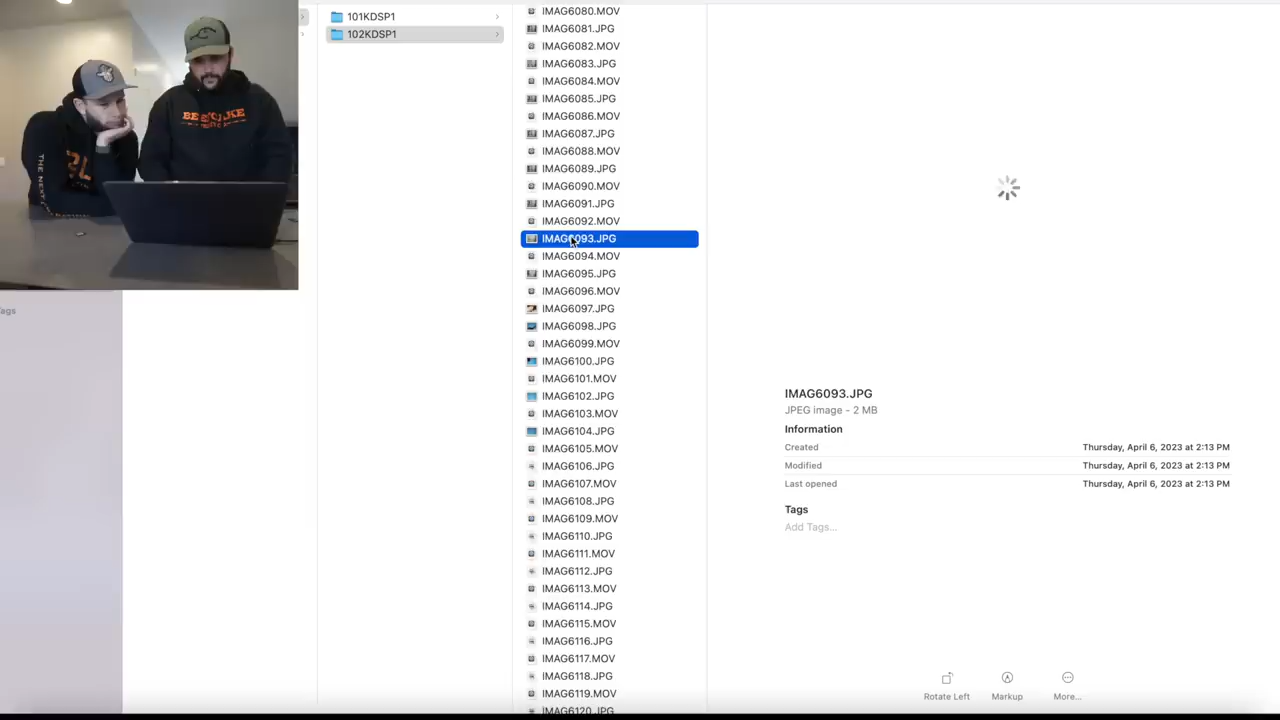 101KDSP1
102KDSP1
IMAG6080.MOV
IMAG6081.JPG
IMAG6082.MOV
IMAG6083.JPG
IMAG6084.MOV
IMAG6085.JPG
IMAG6086.MOV
IMAG6087.JPG
IMAG6088.MOV
IMAG6089.JPG
IMAG6090.MOV
IMAG6091.JPG
IMAG6092.MOV
IMAG6093.JPG
IMAG6094.MOV
IMAG6095.JPG
IMAG6096.MOV
IMAG6097.JPG
IMAG6098.JPG
IMAG6099.MOV
IMAG6100.JPG
IMAG6101.MOV
IMAG6102.JPG
IMAG6103.MOV
IMAG6104.JPG
IMAG6105.MOV
IMAG6106.JPG
IMAG6107.MOV
IMAG6108.JPG
IMAG6109.MOV
IMAG6110.JPG
IMAG6111.MOV
IMAG6112.JPG
IMAG6113.MOV
IMAG6114.JPG
IMAG6115.MOV
IMAG6116.JPG
IMAG6117.MOV
IMAG6118.JPG
IMAG6119.MOV
IMAG6120.JPG
IMAG6093.JPG
JPEG image - 2 MB
Information
Created Thursday, April 6, 2023 at 2:13 PM
Modified Thursday, April 6, 2023 at 2:13 PM
Last opened Thursday, April 6, 2023 at 2:13 PM
Tags
Add Tags...
Rotate Left
Markup
More...
THE NEXT